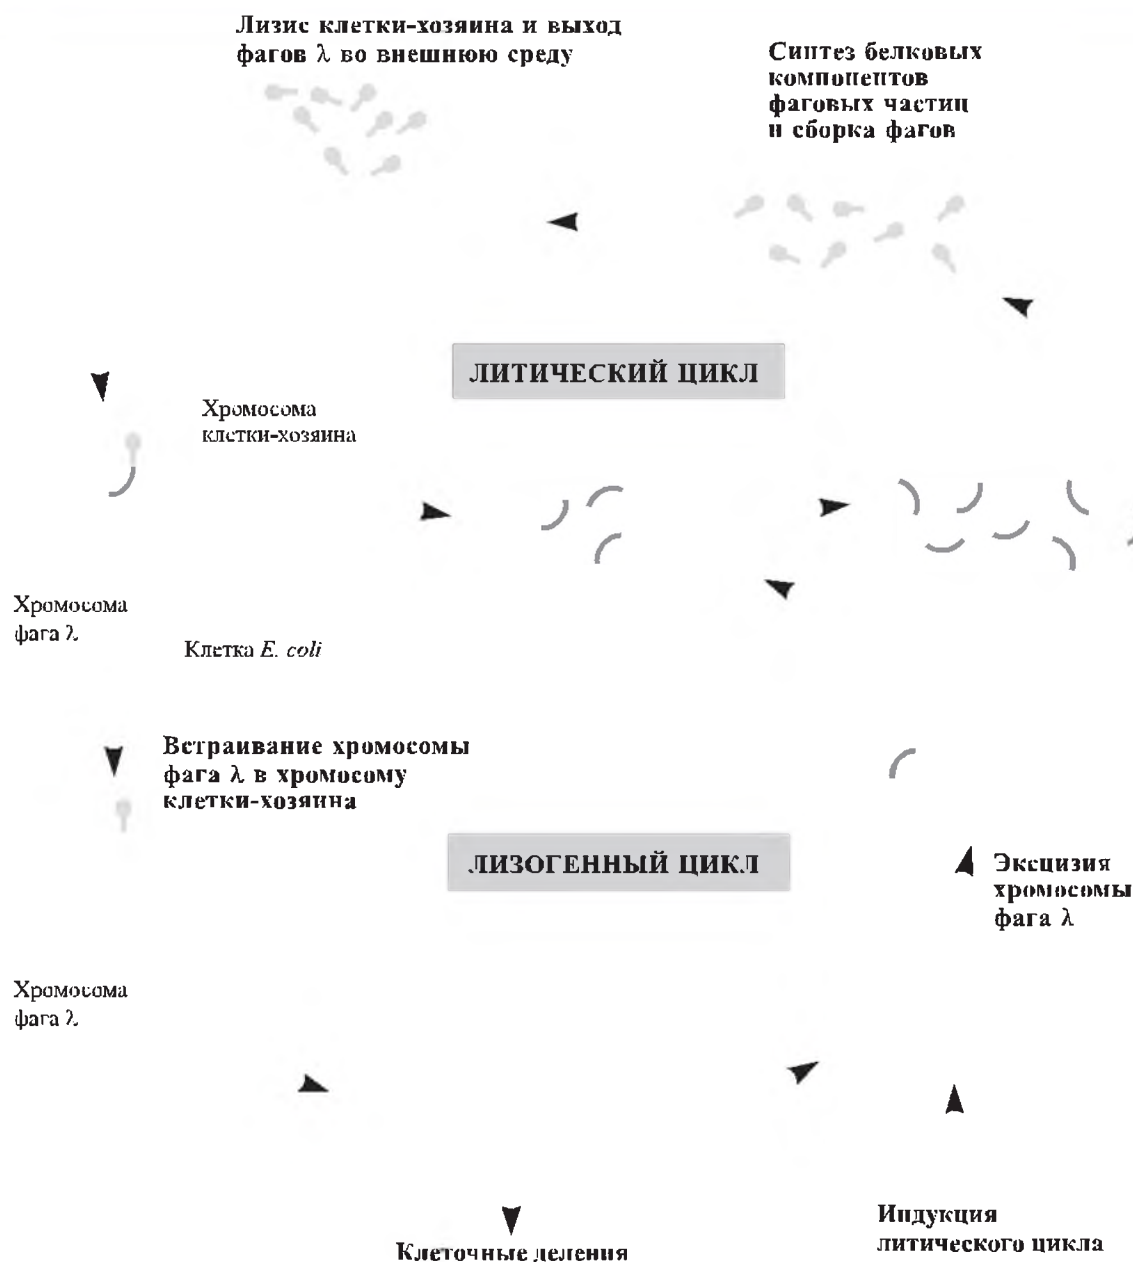 Лизис клетки-хозяина и выход
фагов λ во внешнюю среду
Синтез белковых
компонентов
фаговых частиц
и сборка фагов
ЛИТИЧЕСКИЙ ЦИКЛ
Хромосома
клетки-хозяина
Хромосома
фага λ
Клетка E. coli
Встраивание хромосомы
фага λ в хромосому
клетки-хозяина
ЛИЗОГЕННЫЙ ЦИКЛ
Эксцизия
хромосомы
фага λ
Хромосома
фага λ
Индукция
литического цикла
Клеточные деления